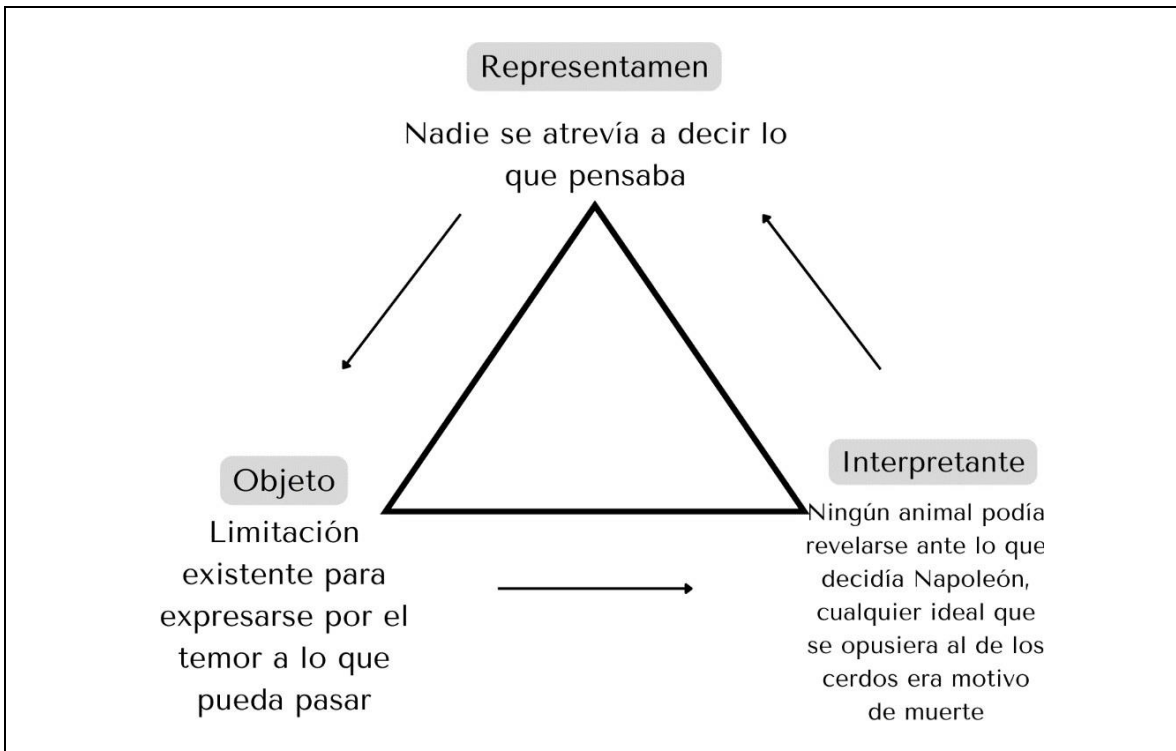 Representamen
Nadie se atrevía a decir lo
que pensaba
Objeto
Limitación
existente para
expresarse por el
temor a lo que
pueda pasar
Interpretante
Ningún animal podía
revelarse ante lo que
decidía Napoleón,
cualquier ideal que
se opusiera al de los
cerdos era motivo
de muerte